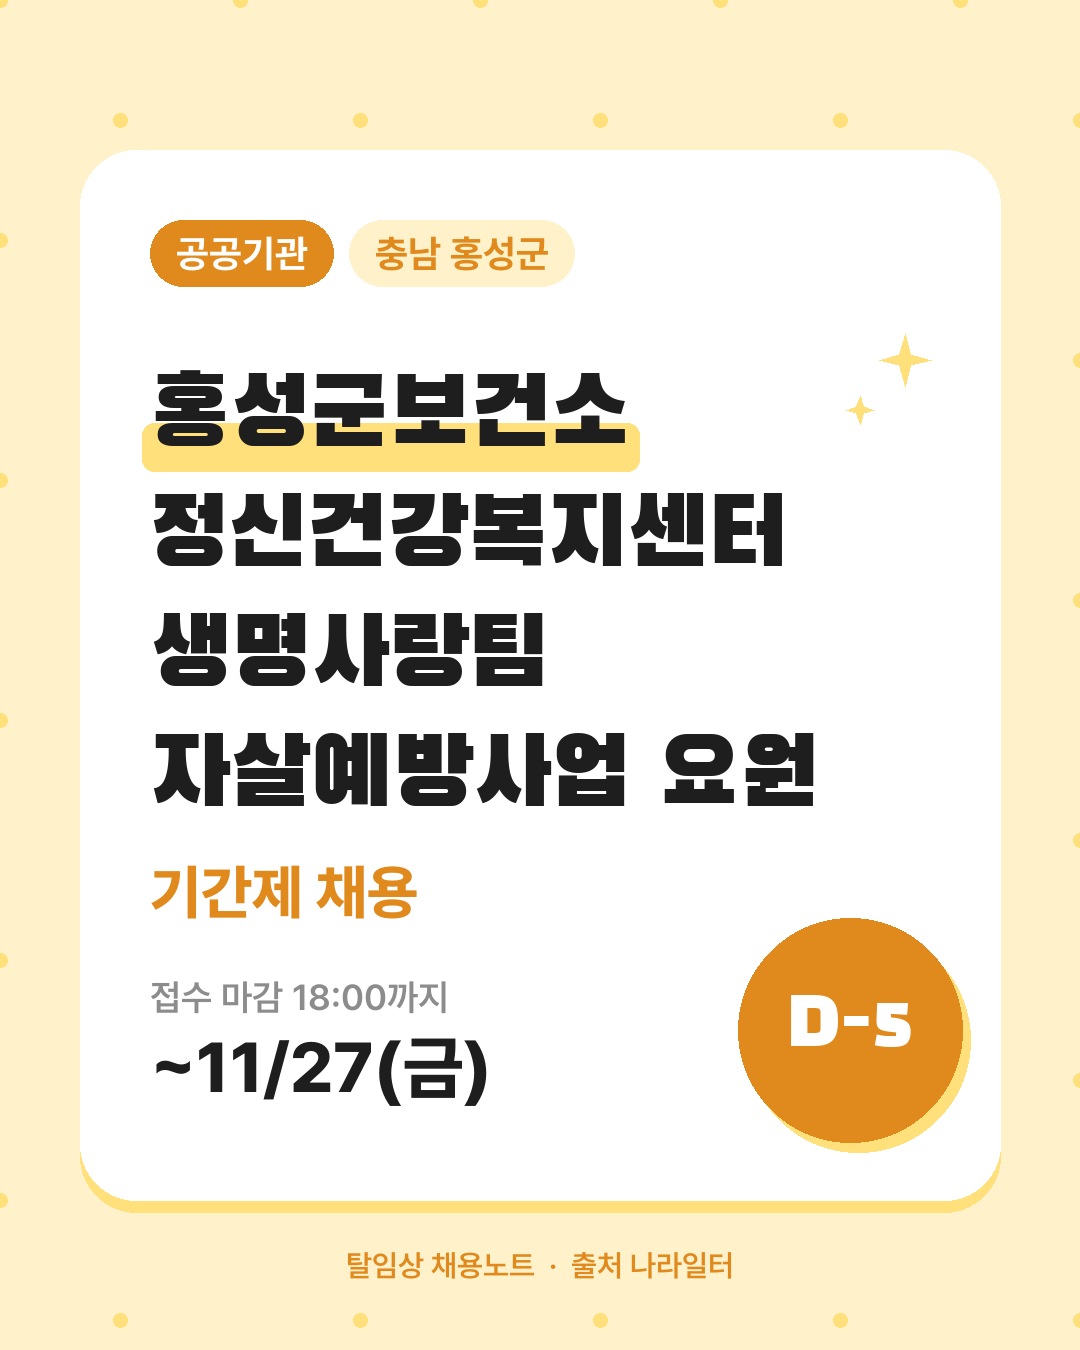 공공기관 충남 홍성군
홍성군보건소
정신건강복지센터
생명사랑팀
자살예방사업 요원
기간제 채용
접수 마감 18:00까지
~11/27(금)
D-5
탈임상 채용노트 · 출처 나라일터